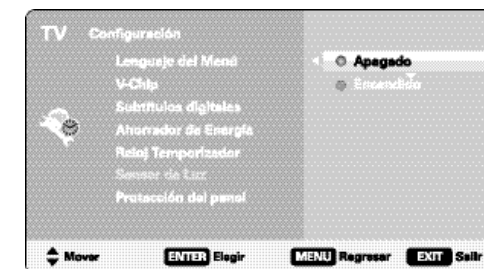 TV Configuración
Lenguaje del Menú
Apagado
V-Chip
Encendido
Subtítulos digitales
Ahorrador de Energía
Reloj Temporizador
Sensor de Luz
Protección del panel
Mover ENTER Elegir MENU Regresar EXIT Salir